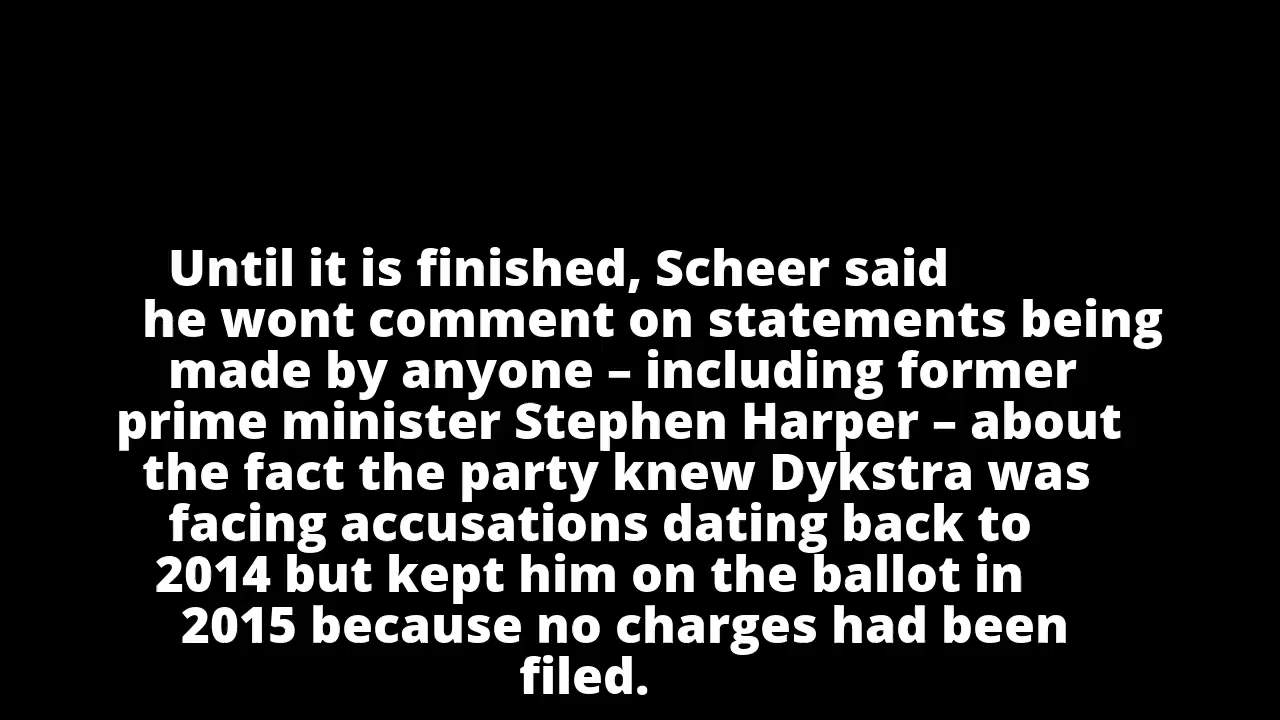 Until it is finished, Scheer said
he wont comment on statements being
made by anyone – including former
prime minister Stephen Harper – about
the fact the party knew Dykstra was
facing accusations dating back to
2014 but kept him on the ballot in
2015 because no charges had been
filed.